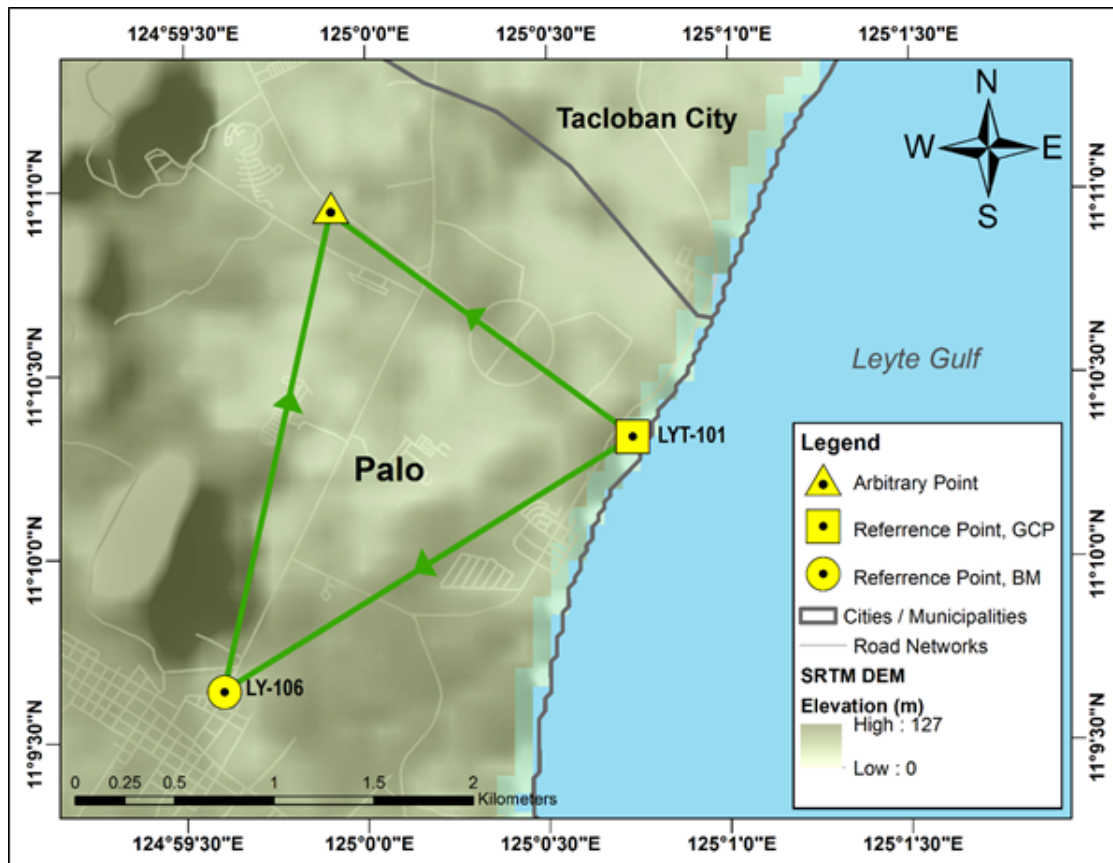 124°59'30"E 125°0'0"E 125°0'30"E 125°1'0"E 125°1'30"E
11°11'0"N
11°10'30"N
11°10'0"N
11°9'30"N
Tacloban City
N
W E
S
11°11'0"N
11°10'30"N
11°10'0"N
11°9'30"N
Leyte Gulf
LYT-101
Palo
LY-106
Legend
Arbitrary Point
Referrence Point, GCP
Referrence Point, BM
Cities / Municipalities
Road Networks
SRTM DEM
Elevation (m)
High : 127
Low : 0
0 0.25 0.5 1 1.5 2
Kilometers
124°59'30"E 125°0'0"E 125°0'30"E 125°1'0"E 125°1'30"E